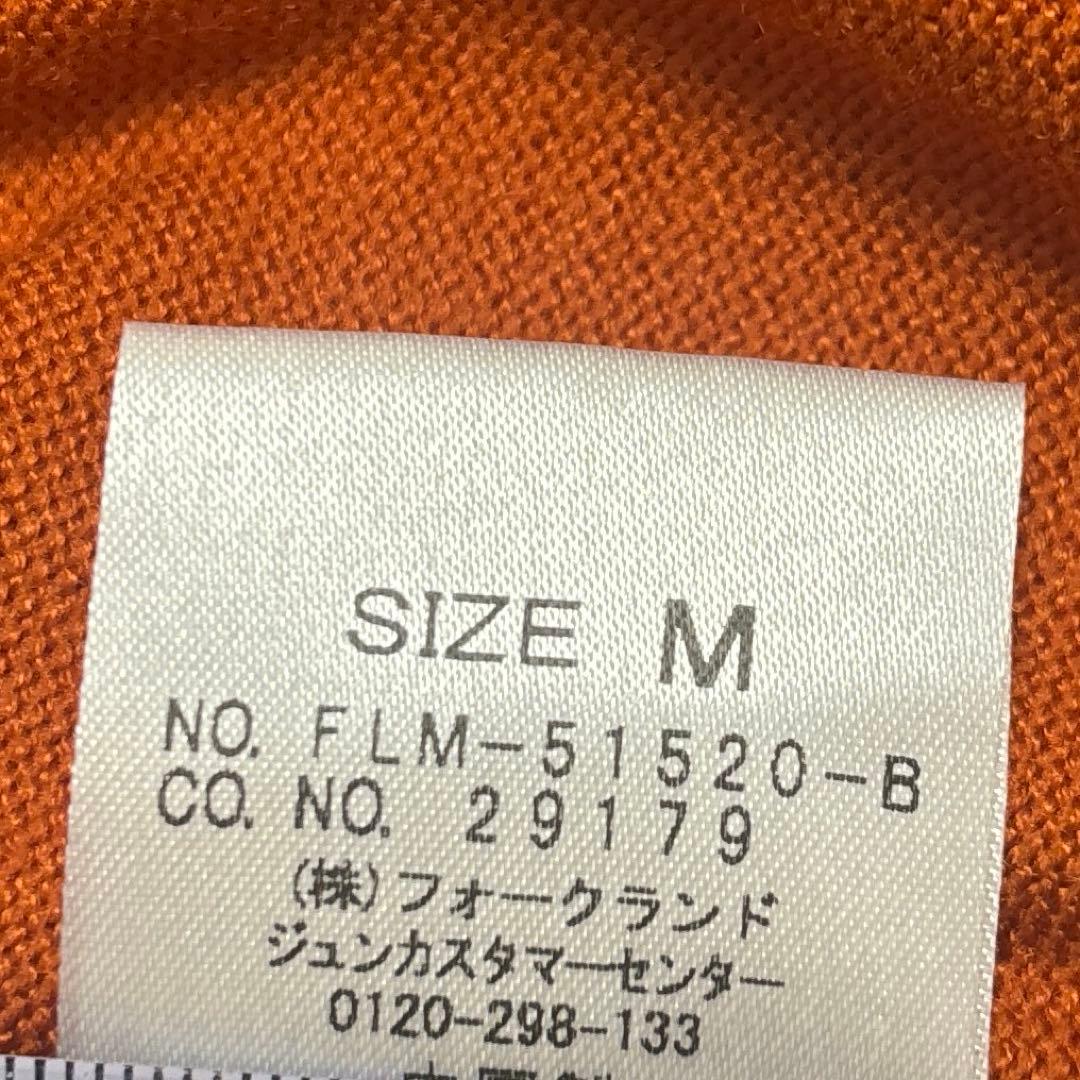 SIZE M
NO. FLM-51520-B
CO. NO. 29179
(株)フォークランド
ジュンカスタマーセンター
0120-298-133